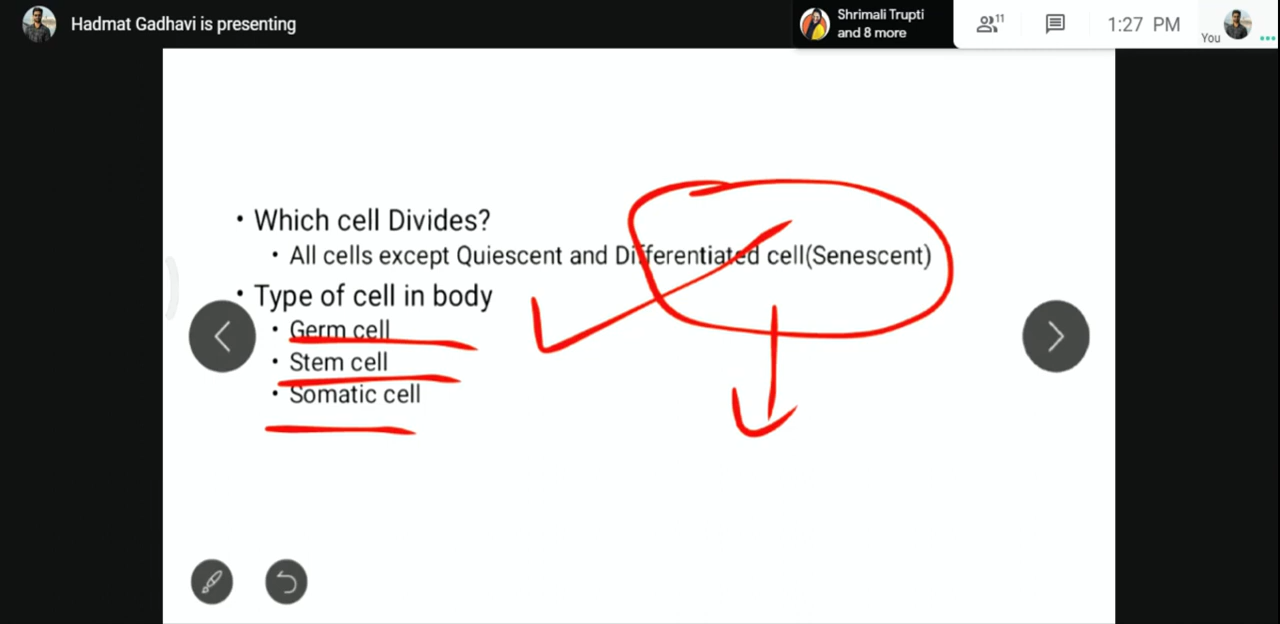 Hadmat Gadhavi is presenting
Shrimali Trupti
and 8 more
11
1:27 PM
You
• Which cell Divides?
• All cells except Quiescent and Differentiated cell(Senescent)
• Type of cell in body
• Germ cell
• Stem cell
• Somatic cell